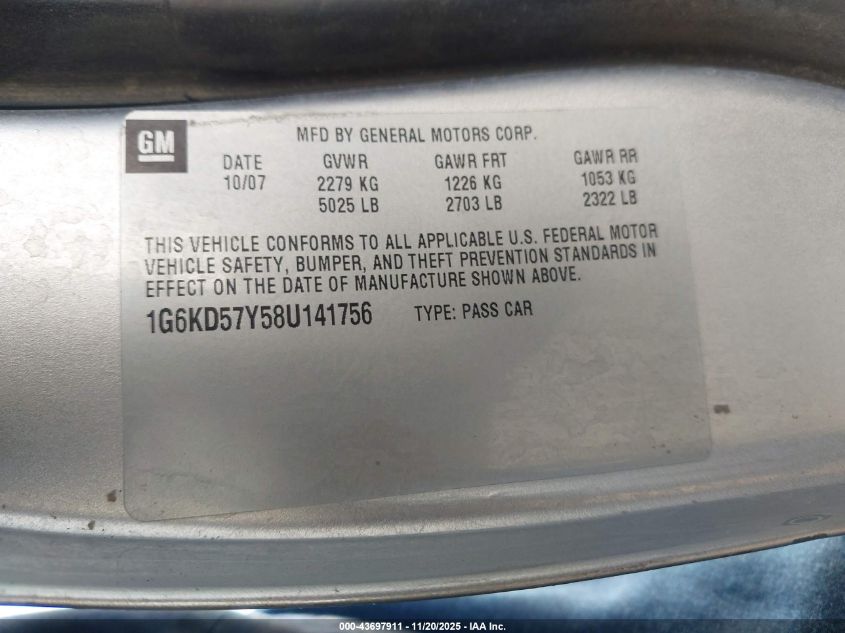 GM
MFD BY GENERAL MOTORS CORP.
DATE GVWR GAWR FRT GAWR RR
10/07 2279 KG 1226 KG 1053 KG
5025 LB 2703 LB 2322 LB
THIS VEHICLE CONFORMS TO ALL APPLICABLE U.S. FEDERAL MOTOR
VEHICLE SAFETY, BUMPER, AND THEFT PREVENTION STANDARDS IN
EFFECT ON THE DATE OF MANUFACTURE SHOWN ABOVE.
1G6KD57Y58U141756 TYPE: PASS CAR
000-43697911 - 11/20/2025 - IAA Inc.